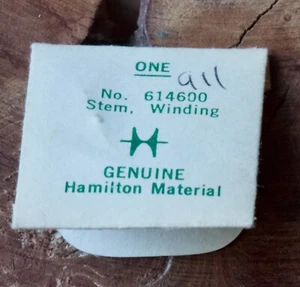 ONE
911
No. 614600
Stem, Winding
GENUINE
Hamilton Material